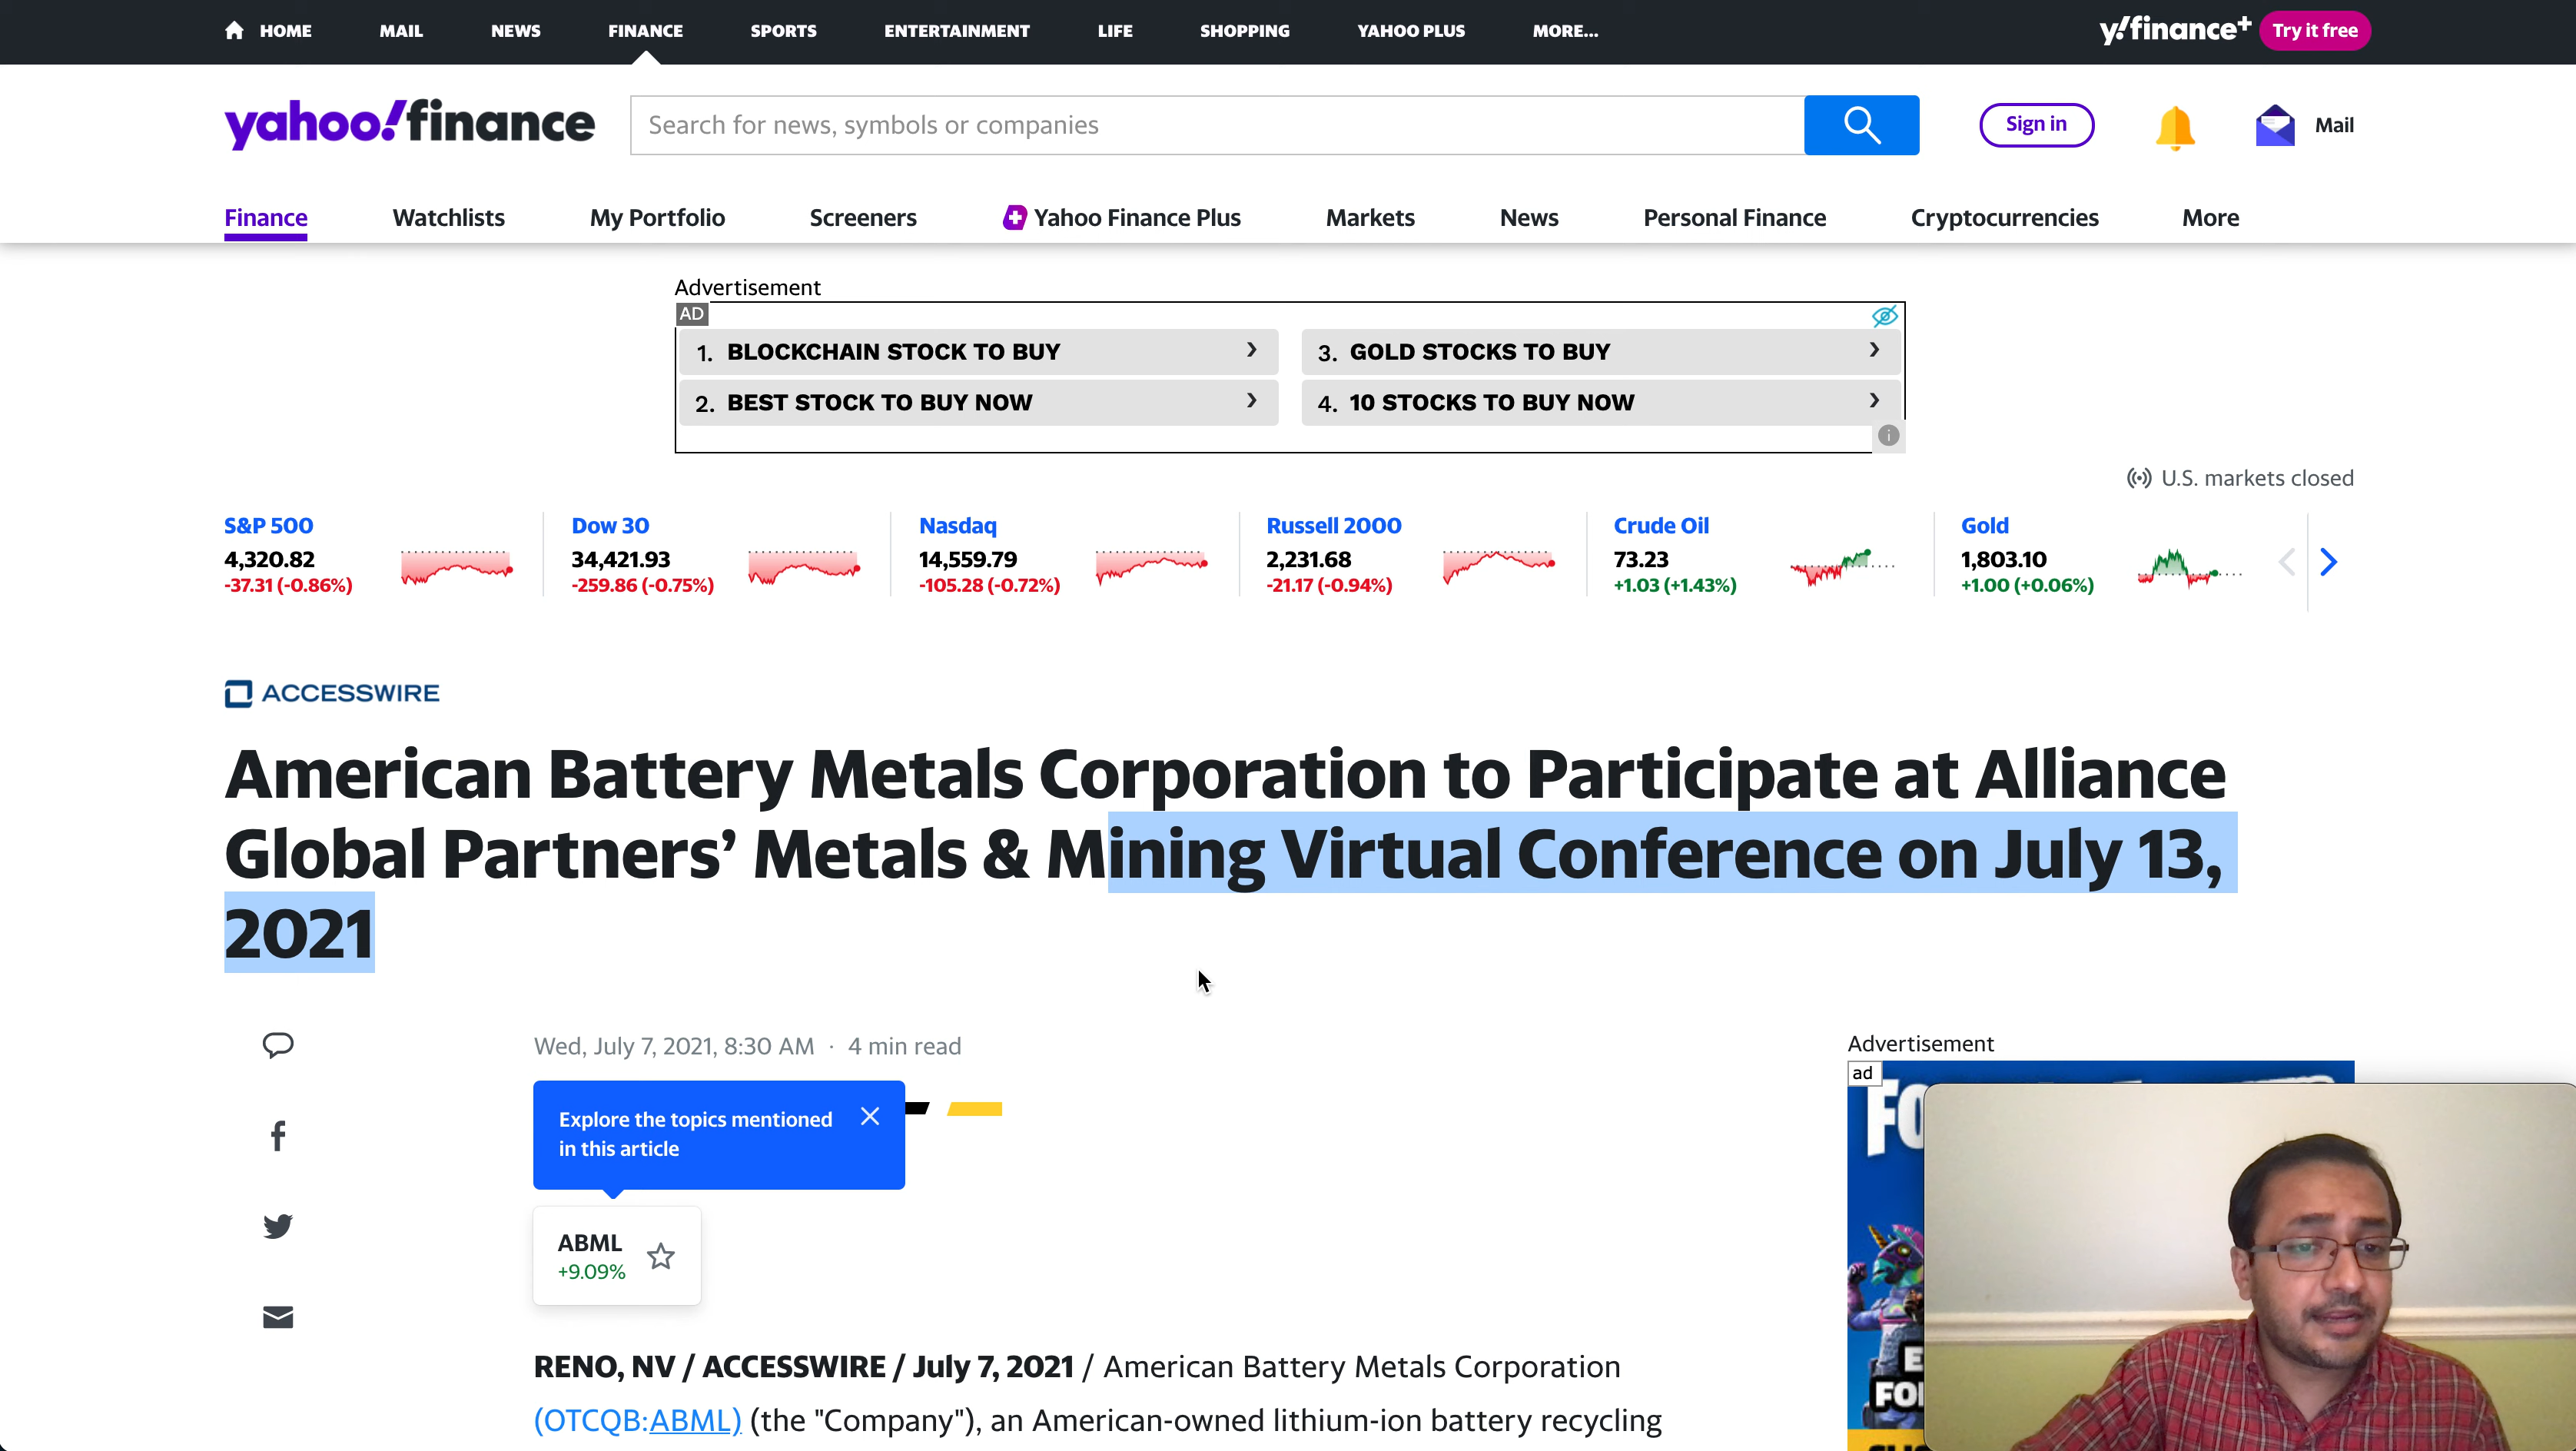 HOME MAIL NEWS FINANCE SPORTS ENTERTAINMENT LIFE SHOPPING YAHOO PLUS MORE... y!finance+ Try it free
yahoo!finance Search for news, symbols or companies Sign in Mail
Finance Watchlists My Portfolio Screeners Yahoo Finance Plus Markets News Personal Finance Cryptocurrencies More
Advertisement
AD
1. BLOCKCHAIN STOCK TO BUY 3. GOLD STOCKS TO BUY
2. BEST STOCK TO BUY NOW 4. 10 STOCKS TO BUY NOW
U.S. markets closed
S&P 500 Dow 30 Nasdaq Russell 2000 Crude Oil Gold
4,320.82 34,421.93 14,559.79 2,231.68 73.23 1,803.10
-37.31 (-0.86%) -259.86 (-0.75%) -105.28 (-0.72%) -21.17 (-0.94%) +1.03 (+1.43%) +1.00 (+0.06%)
ACCESSWIRE
American Battery Metals Corporation to Participate at Alliance
Global Partners’ Metals & Mining Virtual Conference on July 13,
2021
Wed, July 7, 2021, 8:30 AM · 4 min read
Explore the topics mentioned
in this article
ABML
+9.09%
RENO, NV / ACCESSWIRE / July 7, 2021 / American Battery Metals Corporation
(OTCQB:ABML) (the "Company"), an American-owned lithium-ion battery recycling
Advertisement
ad